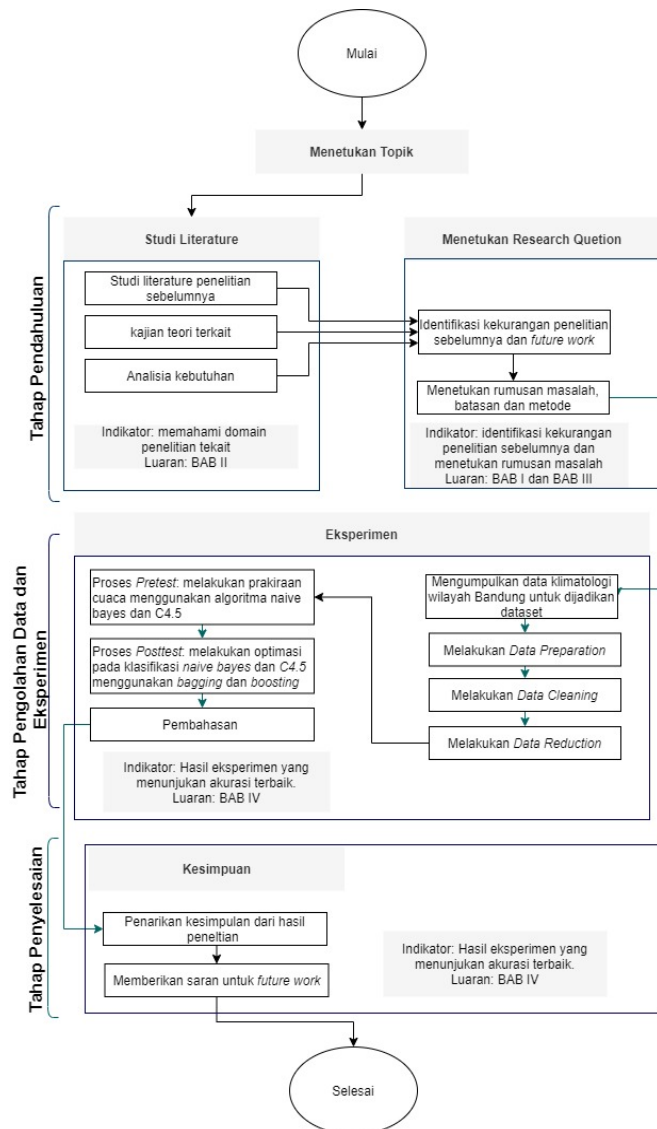 Mulai
Menetukan Topik
Tahap Pendahuluan
Studi Literature
Studi literature penelitian
sebelumnya
kajian teori terkait
Analisia kebutuhan
Indikator: memahami domain
penelitian tekait
Luaran: BAB II
Menetukan Research Quetion
Identifikasi kekurangan penelitian
sebelumnya dan future work
Menetukan rumusan masalah,
batasan dan metode
Indikator: identifikasi kekurangan
penelitian sebelumnya dan
menetukan rumusan masalah
Luaran: BAB I dan BAB III
Tahap Pengolahan Data dan
Eksperimen
Eksperimen
Mengumpulkan data klimatologi
wilayah Bandung untuk dijadikan
dataset
Melakukan Data Preparation
Melakukan Data Cleaning
Melakukan Data Reduction
Proses Pretest: melakukan prakiraan
cuaca menggunakan algoritma naive
bayes dan C4.5
Proses Posttest: melakukan optimasi
pada klasifikasi naive bayes dan C4.5
menggunakan bagging dan boosting
Pembahasan
Indikator: Hasil eksperimen yang
menunjukan akurasi terbaik.
Luaran: BAB IV
Tahap Penyelesaian
Kesimpuan
Penarikan kesimpulan dari hasil
peneltian
Memberikan saran untuk future work
Indikator: Hasil eksperimen yang
menunjukan akurasi terbaik.
Luaran: BAB IV
Selesai